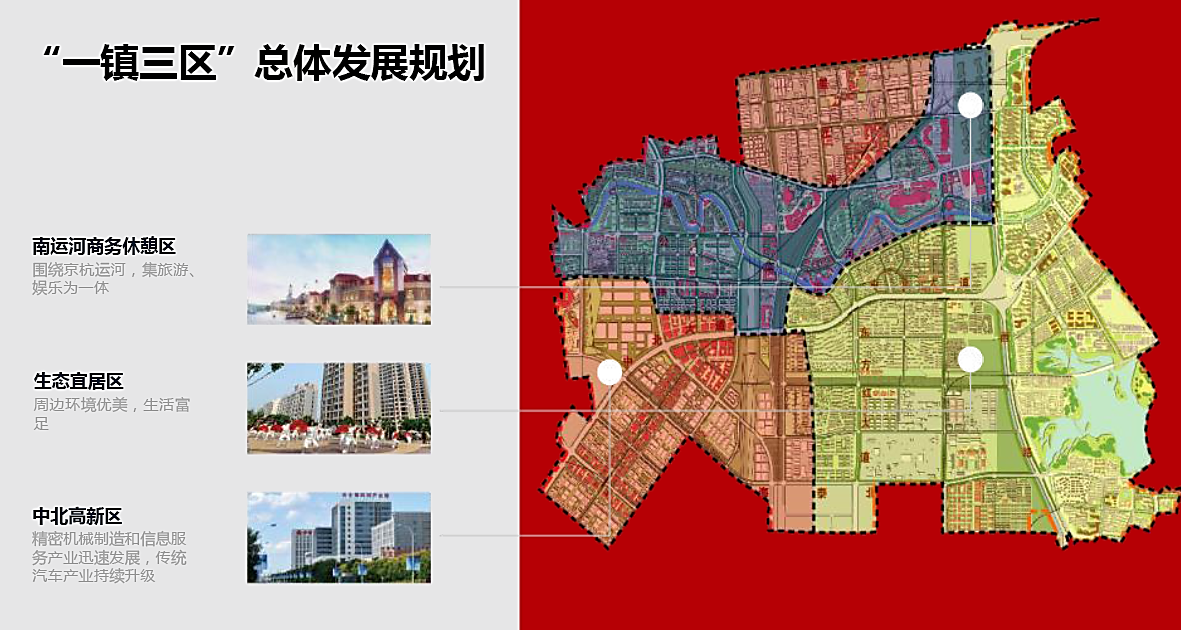 “一镇三区”总体发展规划
南运河商务休憩区
围绕京杭运河，集旅游、
娱乐为一体
生态宜居区
周边环境优美，生活富
足
中北高新区
精密机械制造和信息服
务产业迅速发展，传统
汽车产业持续升级